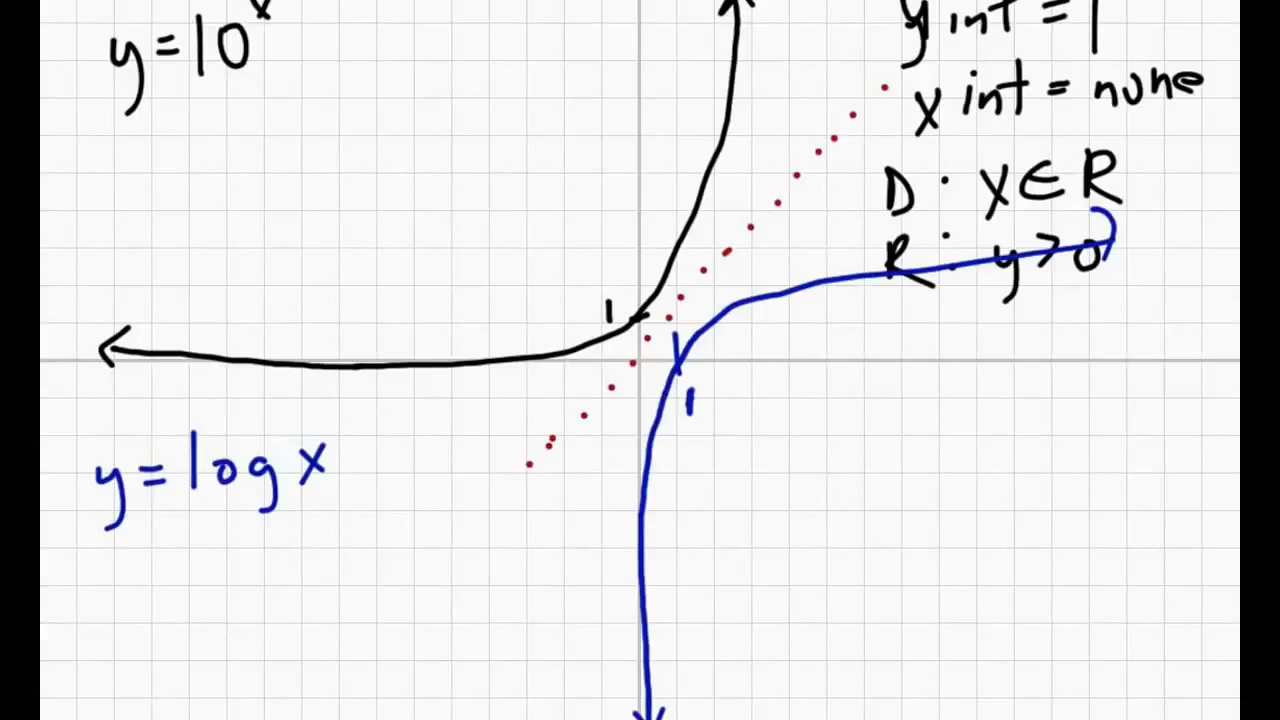 y=10^x
y int = 1
x int = none
D : x∈R
R : y>0
1
1
y=log x